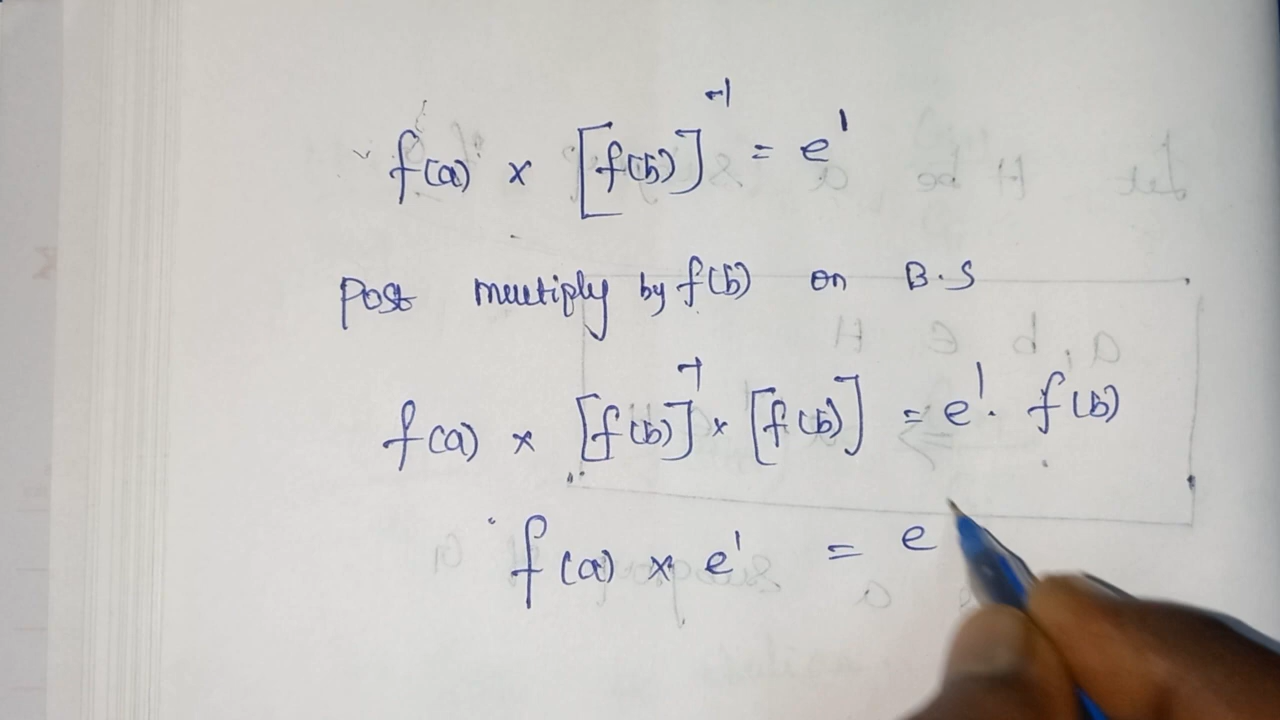 f(a) × [f(b)]⁻¹ = e'
Post multiply by f(b) on B.S
f(a) × [f(b)]⁻¹ × [f(b)] = e' . f(b)
f(a) × e' = e